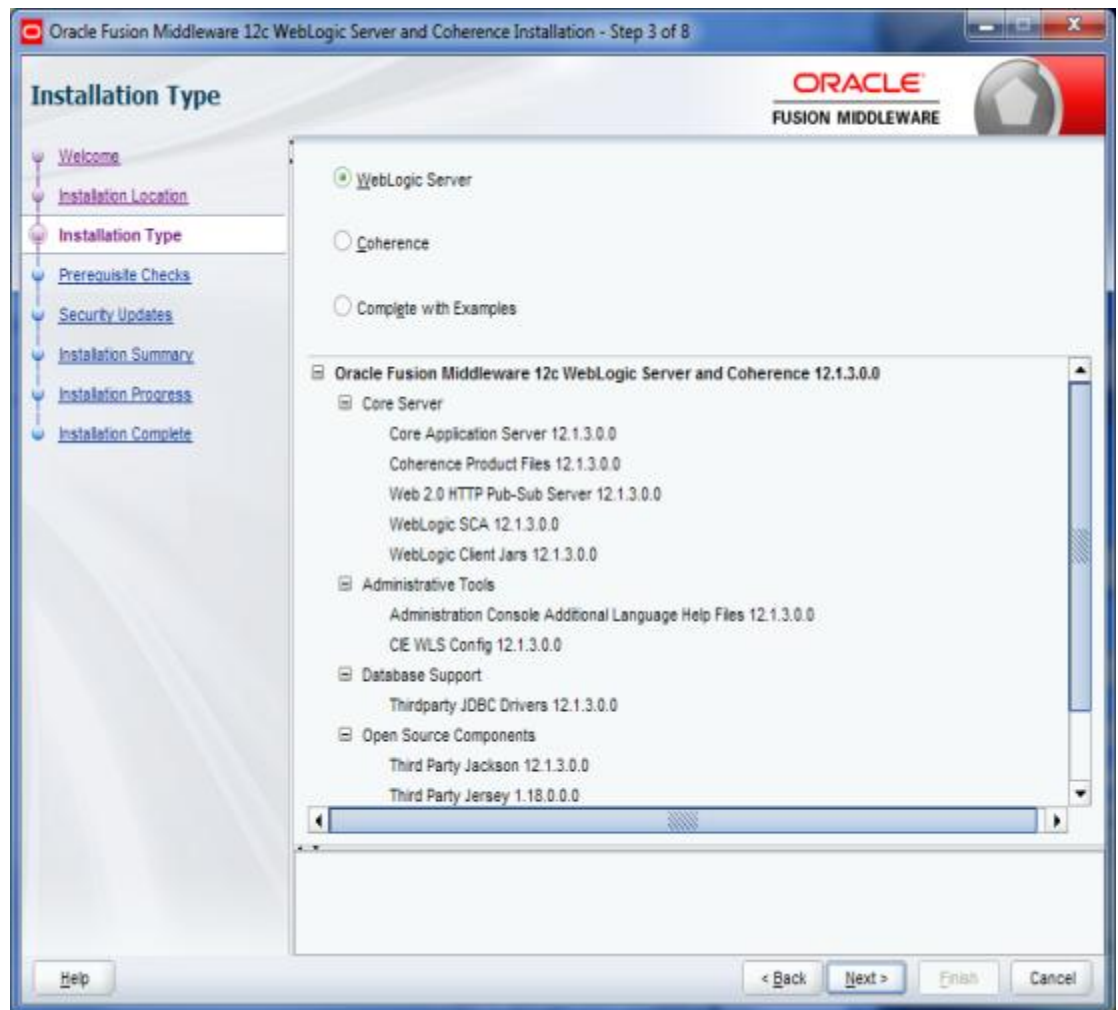 Oracle Fusion Middleware 12c WebLogic Server and Coherence Installation - Step 3 of 8
Installation Type
ORACLE
FUSION MIDDLEWARE
Welcome
Installation Location
Installation Type
Prerequisite Checks
Security Updates
Installation Summary
Installation Progress
Installation Complete
WebLogic Server
Coherence
Complete with Examples
Oracle Fusion Middleware 12c WebLogic Server and Coherence 12.1.3.0.0
Core Server
Core Application Server 12.1.3.0.0
Coherence Product Files 12.1.3.0.0
Web 2.0 HTTP Pub-Sub Server 12.1.3.0.0
WebLogic SCA 12.1.3.0.0
WebLogic Client Jars 12.1.3.0.0
Administrative Tools
Administration Console Additional Language Help Files 12.1.3.0.0
CIE WLS Config 12.1.3.0.0
Database Support
Thirdparty JDBC Drivers 12.1.3.0.0
Open Source Components
Third Party Jackson 12.1.3.0.0
Third Party Jersey 1.18.0.0.0
Help
< Back
Next >
Finish
Cancel